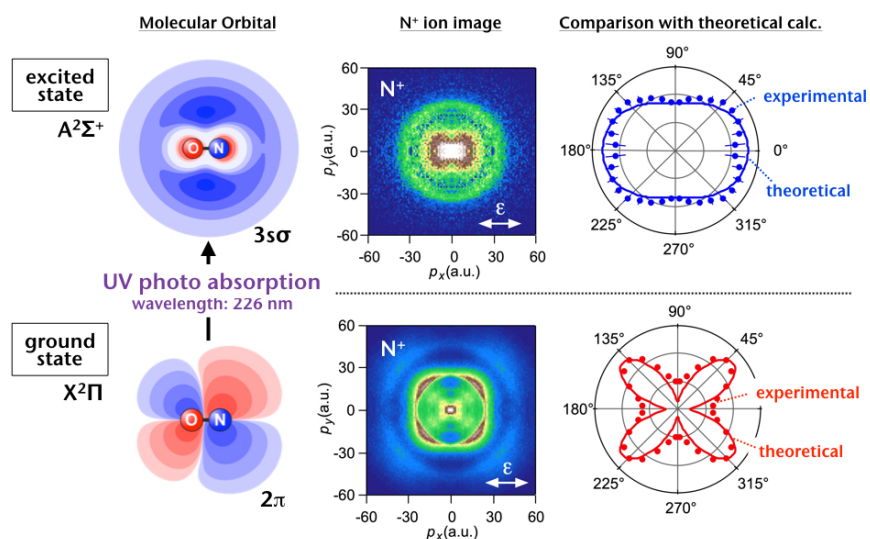 Molecular Orbital
N⁺ ion image
Comparison with theoretical calc.
excited
state
A²Σ⁺
O N
3sσ
60
30
0
-30
-60
p_y(a.u.)
N⁺
ε
-60 -30 0 30 60
p_x(a.u.)
90°
135° 45°
experimental
180° 0°
theoretical
225° 315°
270°
UV photo absorption
wavelength: 226 nm
ground
state
X²Π
O N
2π
60
30
0
-30
-60
p_y(a.u.)
N⁺
ε
-60 -30 0 30 60
p_x(a.u.)
90°
135° 45°
experimental
180°
theoretical
225° 315°
270°